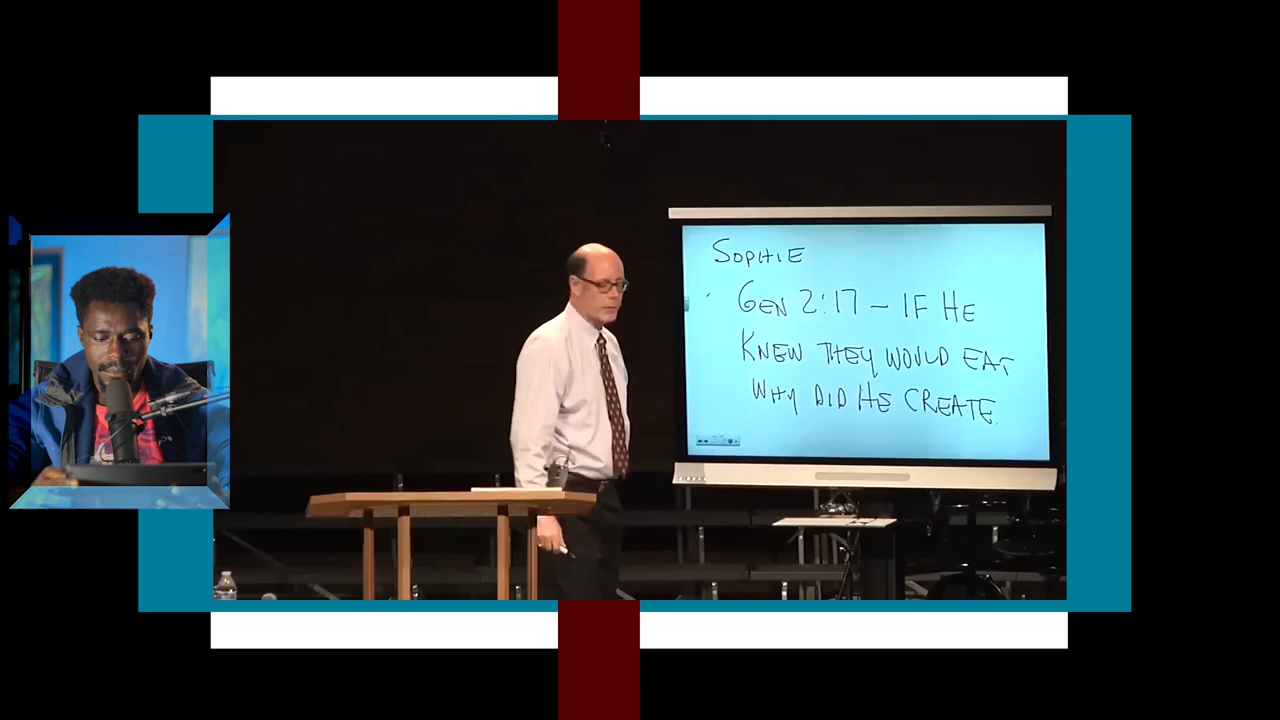 SOPHIE
GEN 2:17 – IF HE
KNEW THEY WOULD EAT
WHY DID HE CREATE.